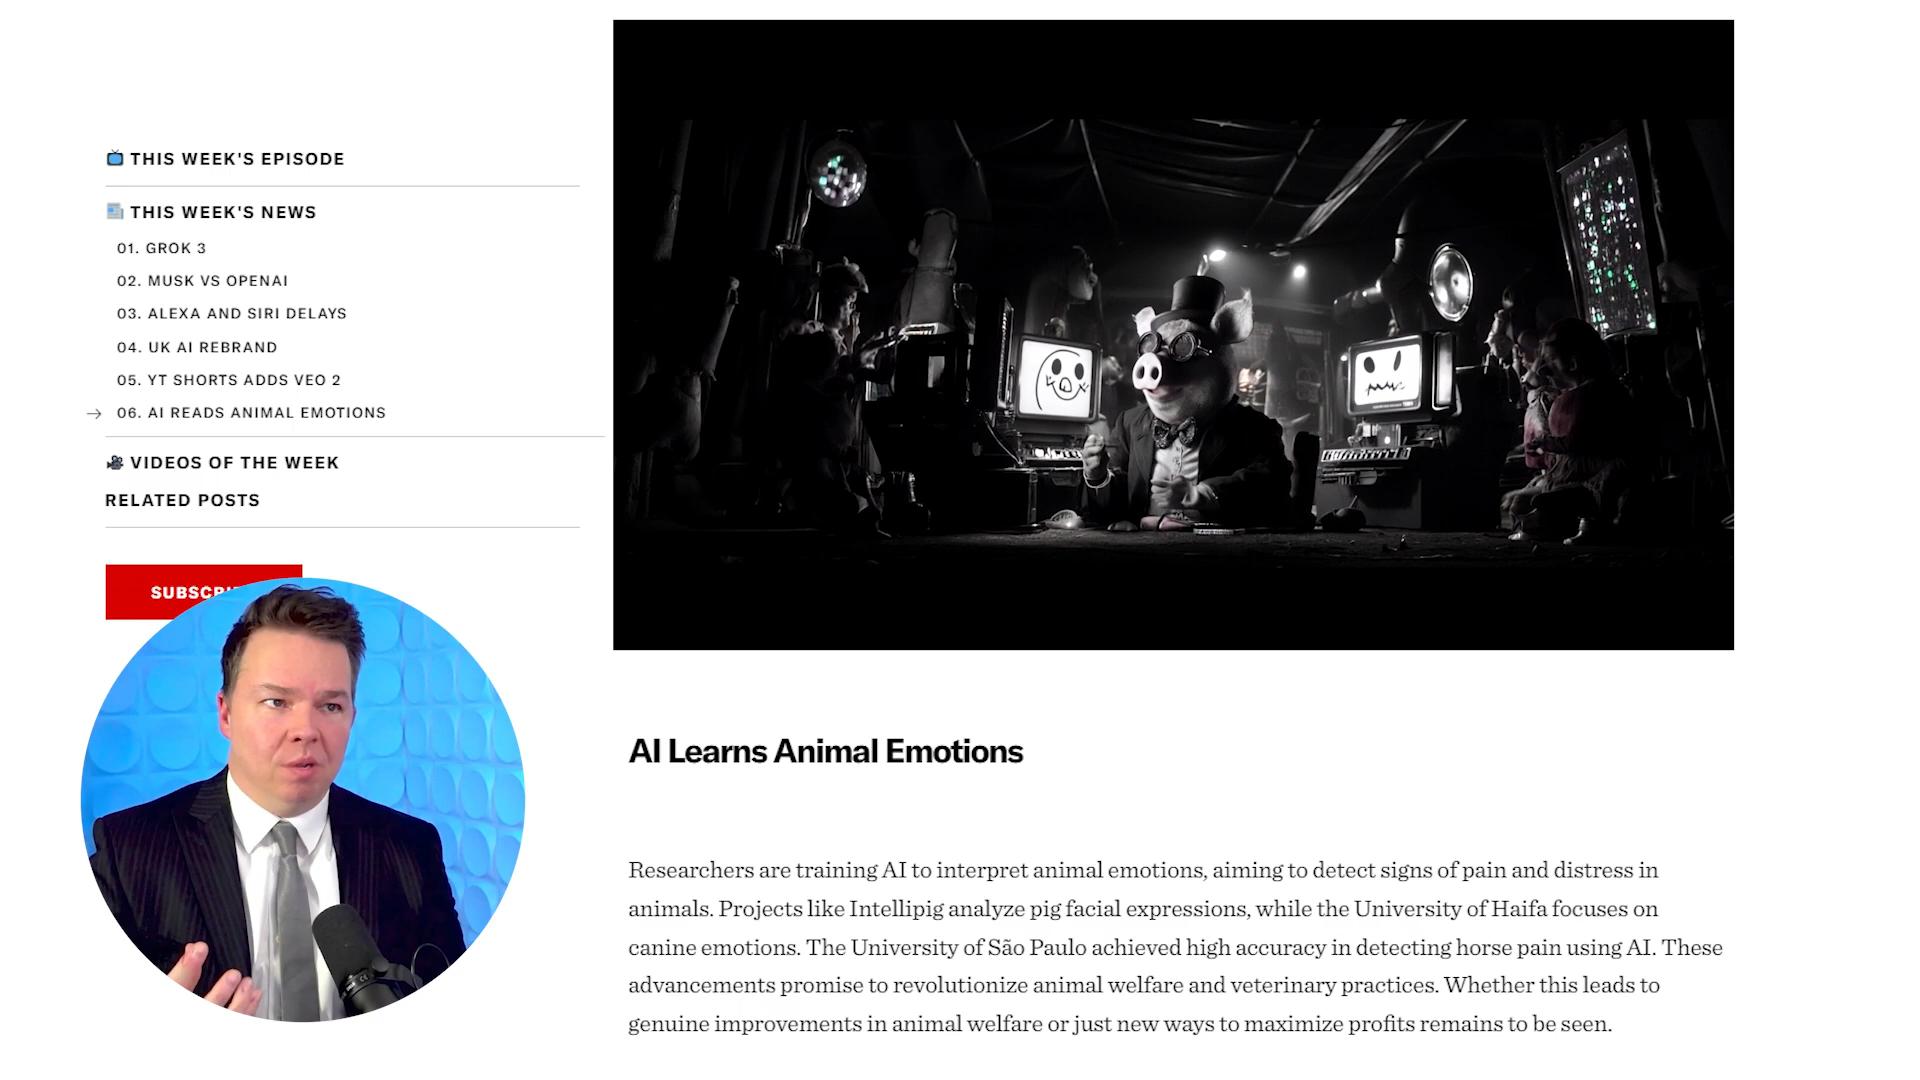 THIS WEEK'S EPISODE
THIS WEEK'S NEWS
01. GROK 3
02. MUSK VS OPENAI
03. ALEXA AND SIRI DELAYS
04. UK AI REBRAND
05. YT SHORTS ADDS VEO 2
→ 06. AI READS ANIMAL EMOTIONS
VIDEOS OF THE WEEK
RELATED POSTS
AI Learns Animal Emotions
Researchers are training AI to interpret animal emotions, aiming to detect signs of pain and distress in
animals. Projects like Intellipig analyze pig facial expressions, while the University of Haifa focuses on
canine emotions. The University of São Paulo achieved high accuracy in detecting horse pain using AI. These
advancements promise to revolutionize animal welfare and veterinary practices. Whether this leads to
genuine improvements in animal welfare or just new ways to maximize profits remains to be seen.